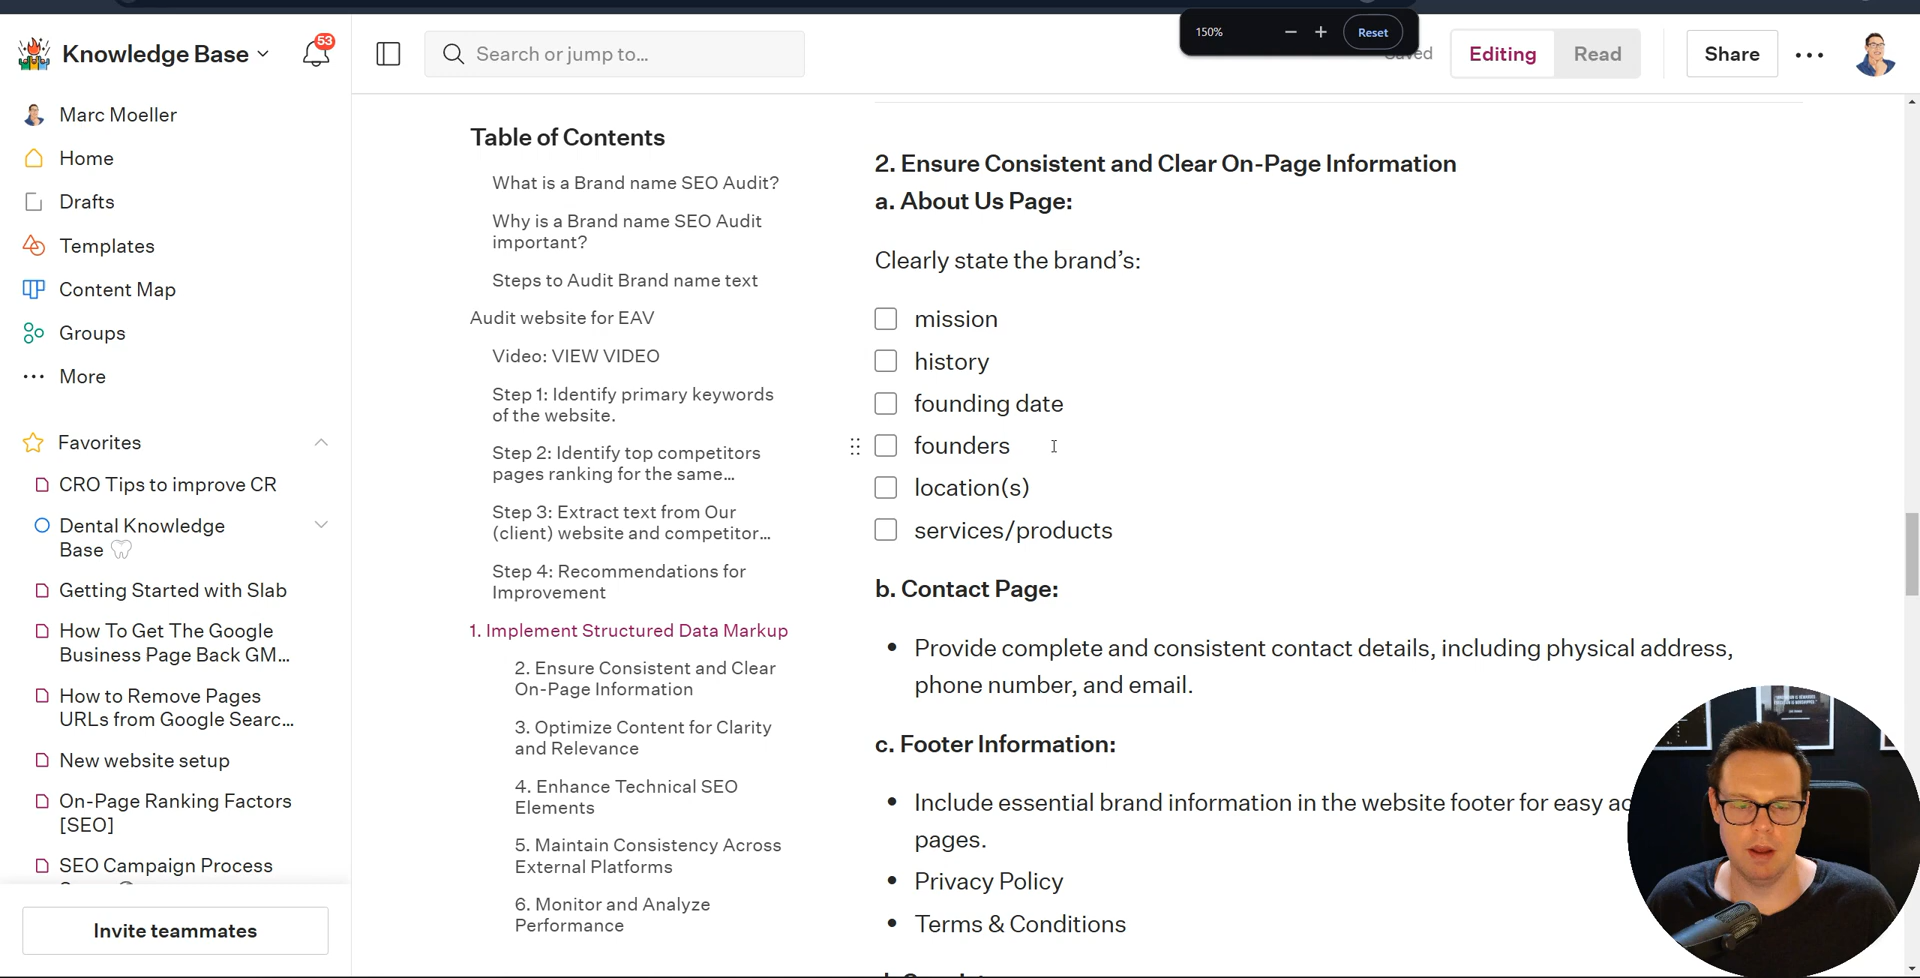 150%
Reset
Knowledge Base
53
Search or jump to...
Saved
Editing
Read
Share
Marc Moeller
Home
Drafts
Templates
Content Map
Groups
More
Favorites
CRO Tips to improve CR
Dental Knowledge
Base
Getting Started with Slab
How To Get The Google
Business Page Back GM...
How to Remove Pages
URLs from Google Searc...
New website setup
On-Page Ranking Factors
[SEO]
SEO Campaign Process
Invite teammates
Table of Contents
What is a Brand name SEO Audit?
Why is a Brand name SEO Audit
important?
Steps to Audit Brand name text
Audit website for EAV
Video: VIEW VIDEO
Step 1: Identify primary keywords
of the website.
Step 2: Identify top competitors
pages ranking for the same...
Step 3: Extract text from Our
(client) website and competitor...
Step 4: Recommendations for
Improvement
1. Implement Structured Data Markup
2. Ensure Consistent and Clear
On-Page Information
3. Optimize Content for Clarity
and Relevance
4. Enhance Technical SEO
Elements
5. Maintain Consistency Across
External Platforms
6. Monitor and Analyze
Performance
2. Ensure Consistent and Clear On-Page Information
a. About Us Page:
Clearly state the brand's:
mission
history
founding date
founders
location(s)
services/products
b. Contact Page:
• Provide complete and consistent contact details, including physical address,
phone number, and email.
c. Footer Information:
• Include essential brand information in the website footer for easy
pages.
• Privacy Policy
• Terms & Conditions